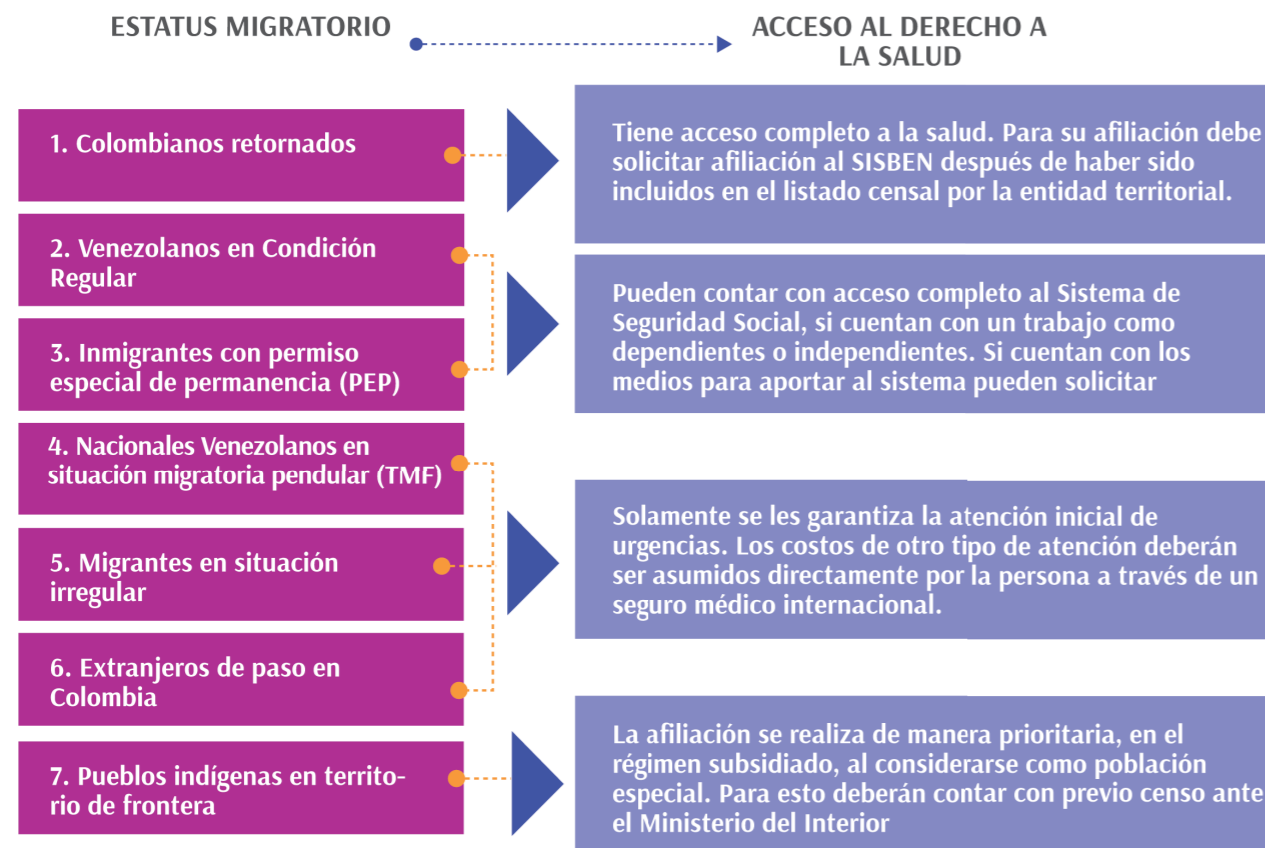 ESTATUS MIGRATORIO
ACCESO AL DERECHO A
LA SALUD
1. Colombianos retornados
Tiene acceso completo a la salud. Para su afiliación debe
solicitar afiliación al SISBEN después de haber sido
incluidos en el listado censal por la entidad territorial.
2. Venezolanos en Condición
Regular
3. Inmigrantes con permiso
especial de permanencia (PEP)
Pueden contar con acceso completo al Sistema de
Seguridad Social, si cuentan con un trabajo como
dependientes o independientes. Si cuentan con los
medios para aportar al sistema pueden solicitar
4. Nacionales Venezolanos en
situación migratoria pendular (TMF)
5. Migrantes en situación
irregular
6. Extranjeros de paso en
Colombia
Solamente se les garantiza la atención inicial de
urgencias. Los costos de otro tipo de atención deberán
ser asumidos directamente por la persona a través de un
seguro médico internacional.
7. Pueblos indígenas en territo-
rio de frontera
La afiliación se realiza de manera prioritaria, en el
régimen subsidiado, al considerarse como población
especial. Para esto deberán contar con previo censo ante
el Ministerio del Interior